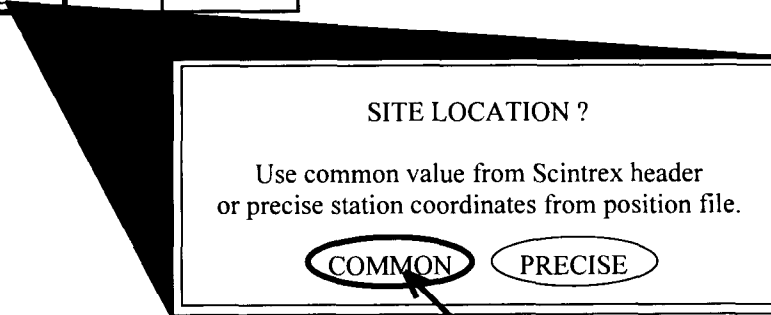 SITE LOCATION ?
Use common value from Scintrex header
or precise station coordinates from position file.
COMMON PRECISE